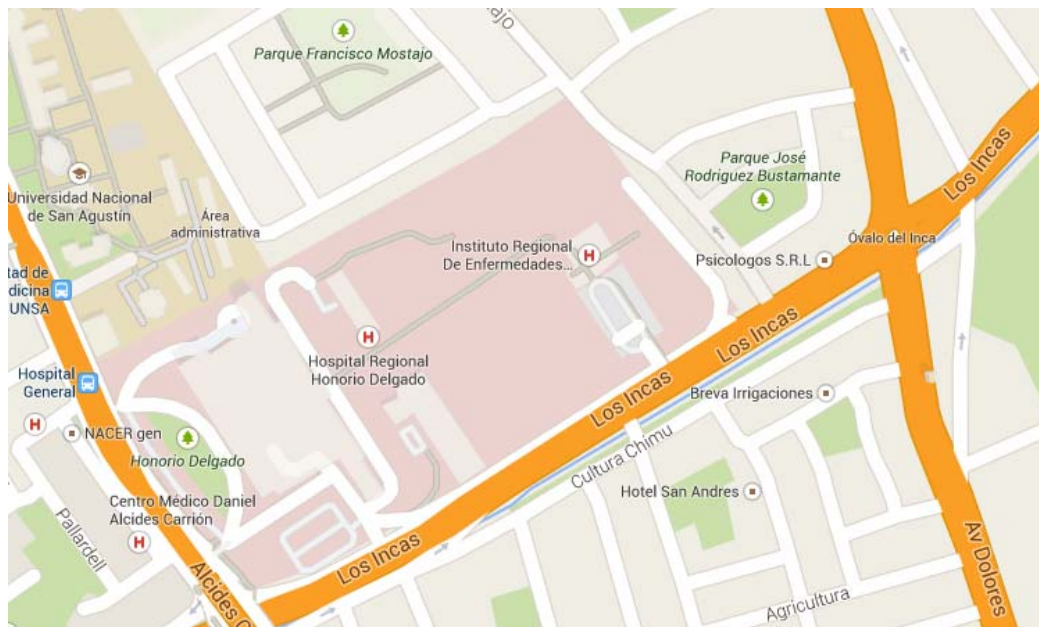 ajo
Parque Francisco Mostajo
Los Incas
Parque José
Rodriguez Bustamante
Universidad Nacional
de San Agustín
Área
administrativa
Óvalo del Inca
Instituto Regional
De Enfermedades...
H
Psicologos S.R.L
tad de
dicina
UNSA
Los Incas
H
Hospital Regional
Honorio Delgado
Hospital
General
Los Incas
Breva Irrigaciones
H
NACER gen
Honorio Delgado
Cultura Chimu
Hotel San Andres
Centro Médico Daniel
Alcides Carrión
H
Pallardell
Los Incas
Alcides C
Agricultura
Av Dolores